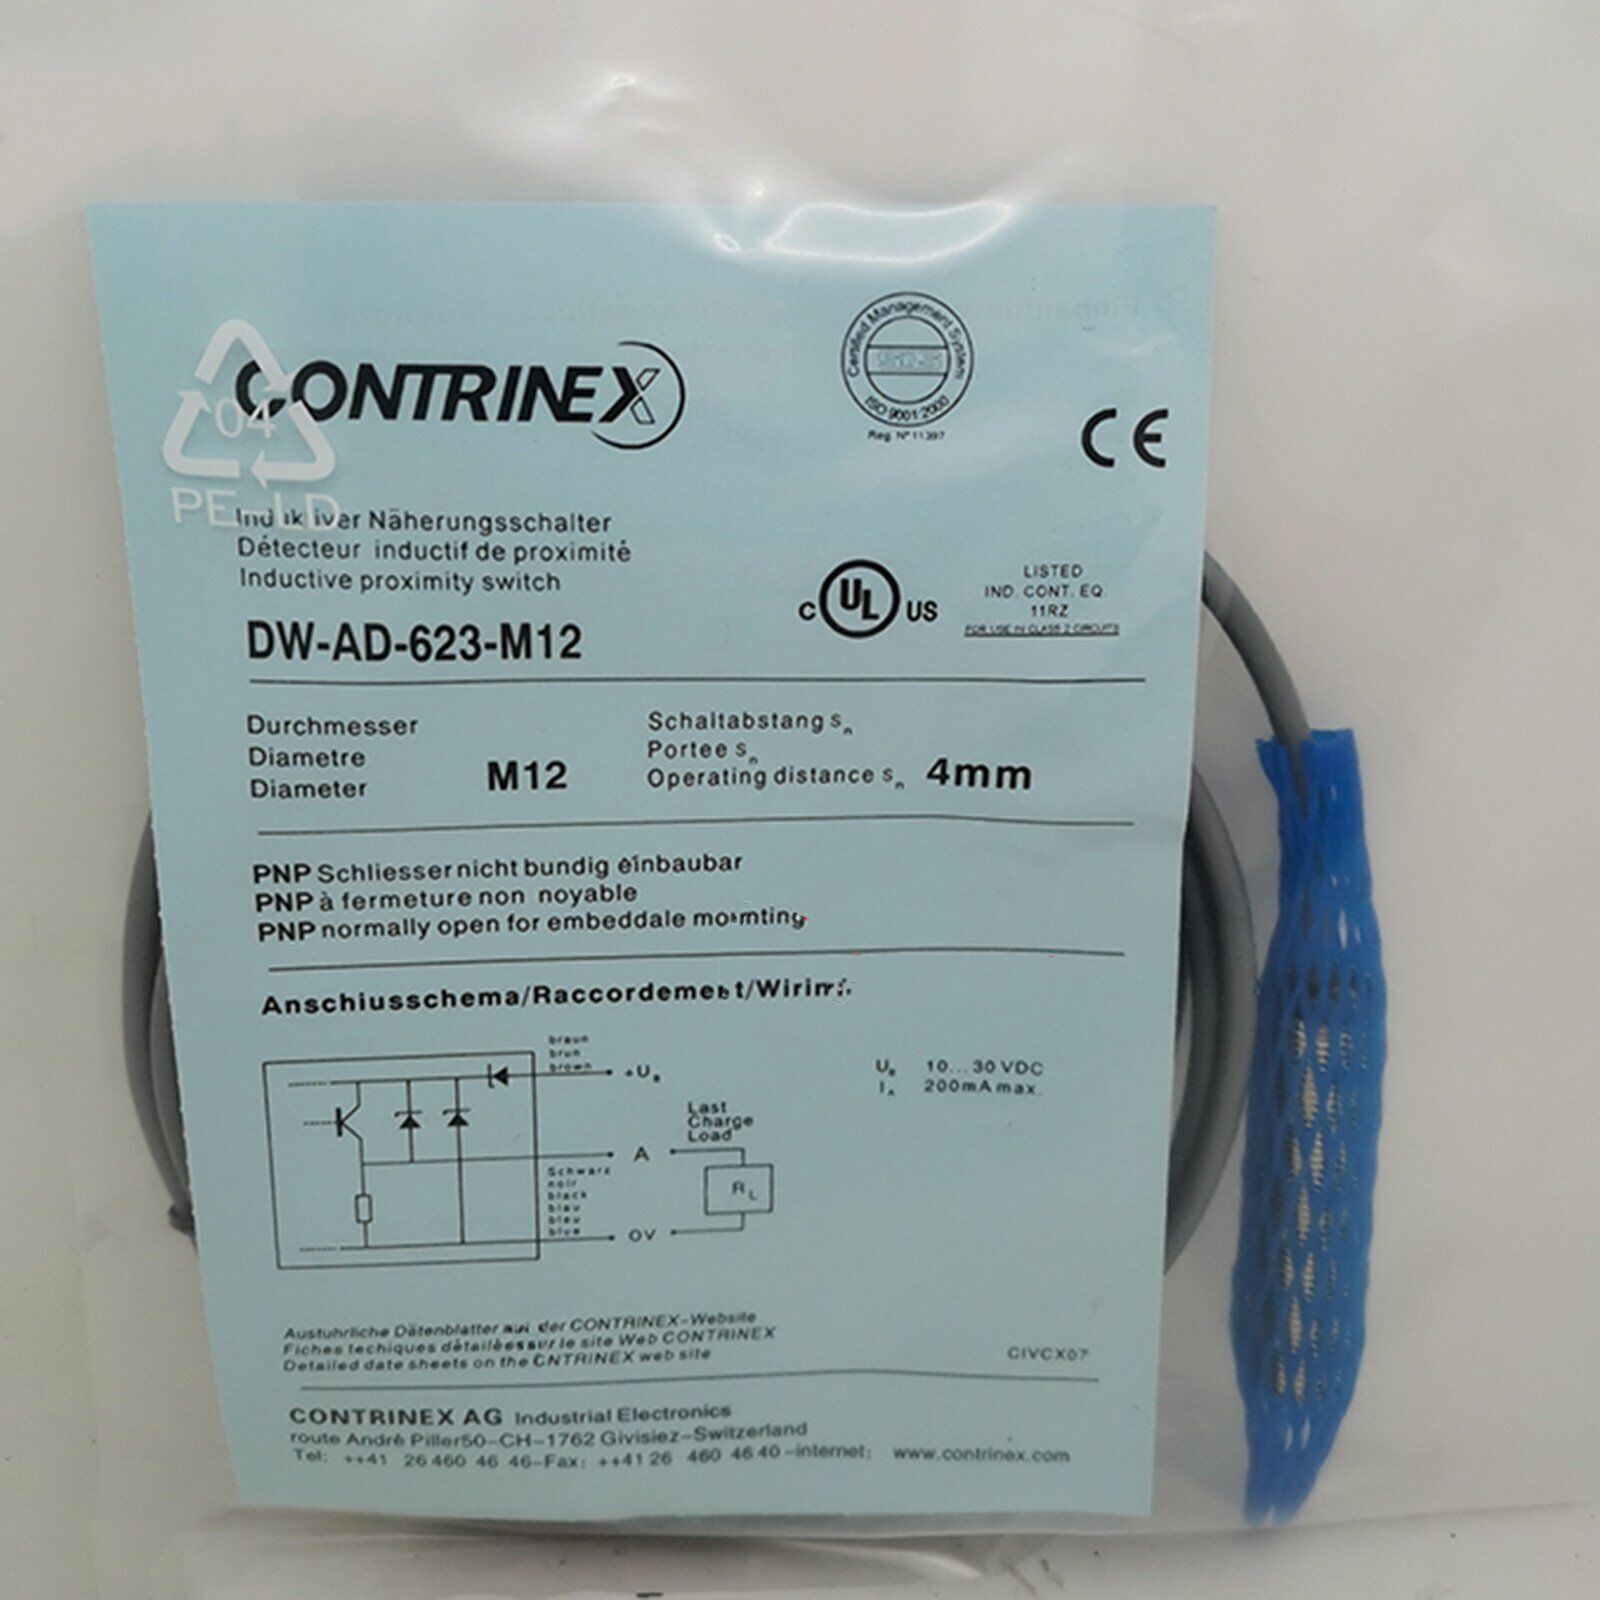 04
PE-LD
CONTRINEX
Certified Management System
ISO 9001:2000
Reg. N° 11397
CE
Induktiver Näherungsschalter
Détecteur inductif de proximité
Inductive proximity switch
DW-AD-623-M12
C UL US
LISTED
IND. CONT. EQ.
11RZ
FOR USE IN CLASS 2 CIRCUITS
Durchmesser
Diametre
Diameter
M12
Schaltabstang sn
Portee sn
Operating distance sn 4mm
PNP Schliesser nicht bundig einbaubar
PNP à fermeture non noyable
PNP normally open for embeddale
Anschiusschema/Raccordement/
braun
brun
brown
+UB
UB 10...30 VDC
IA 200mA max.
Last
Charge
Load
A
RL
Schwarz
noir
black
blau
bleu
blue
OV
Austuhrliche Dätenblatter der CONTRINEX-Website
Fiches techiques le site Web CONTRINEX
Detailed date sheets on the CNTRINEX web site
CIVCX07
CONTRINEX AG Industrial Electronics
route André Piller50-CH-1762 Givisiez-Switzerland
Tel: ++41 26 460 46 46-Fax: ++41 26 460 46 40-internet: www.contrinex.com